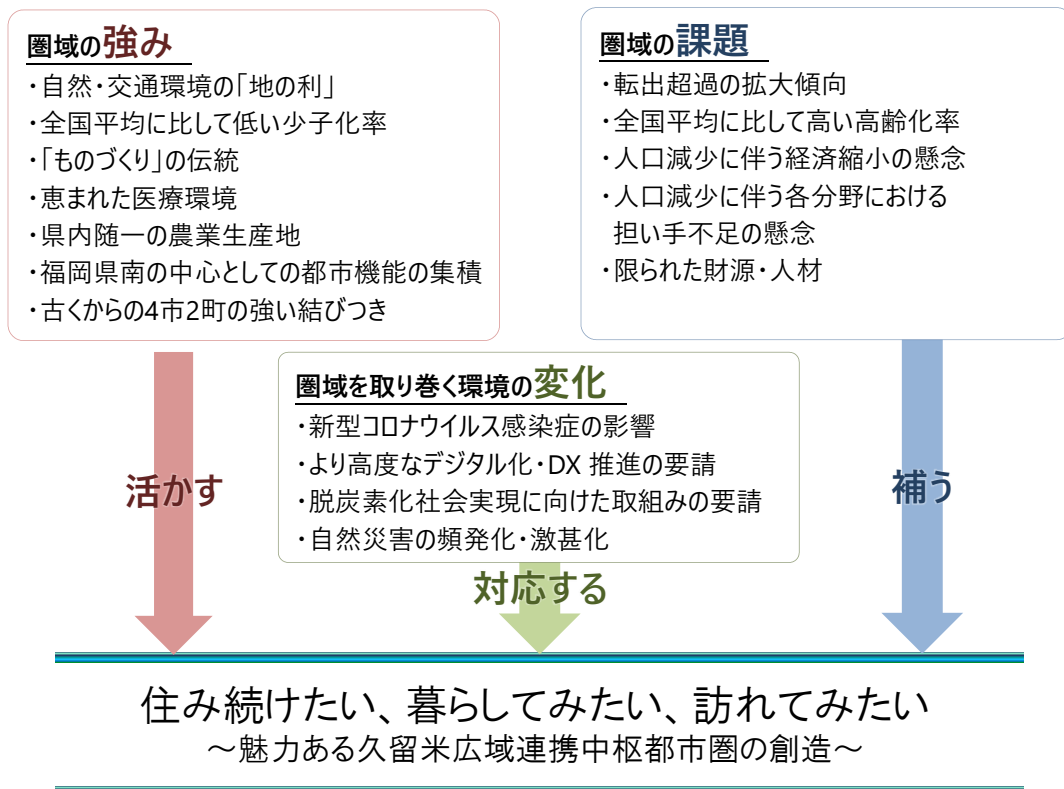 圏域の強み
・自然・交通環境の「地の利」
・全国平均に比して低い少子化率
・「ものづくり」の伝統
・恵まれた医療環境
・県内随一の農業生産地
・福岡県南の中心としての都市機能の集積
・古くからの4市2町の強い結びつき
圏域の課題
・転出超過の拡大傾向
・全国平均に比して高い高齢化率
・人口減少に伴う経済縮小の懸念
・人口減少に伴う各分野における
担い手不足の懸念
・限られた財源・人材
圏域を取り巻く環境の変化
・新型コロナウイルス感染症の影響
・より高度なデジタル化・DX 推進の要請
・脱炭素化社会実現に向けた取組みの要請
・自然災害の頻発化・激甚化
活かす
対応する
補う
住み続けたい、暮らしてみたい、訪れてみたい
～魅力ある久留米広域連携中枢都市圏の創造～